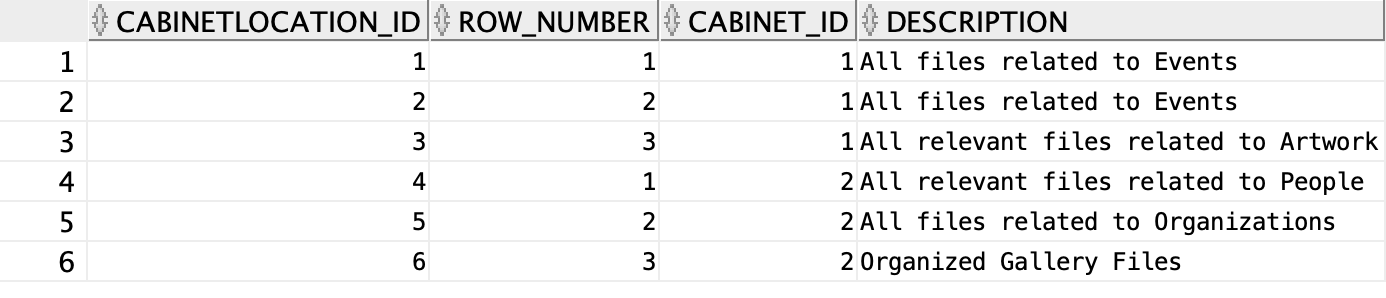 CABINETLOCATION_ID ROW_NUMBER CABINET_ID DESCRIPTION
1 1 1 1 All files related to Events
2 2 2 1 All files related to Events
3 3 3 1 All relevant files related to Artwork
4 4 1 2 All relevant files related to People
5 5 2 2 All files related to Organizations
6 6 3 2 Organized Gallery Files